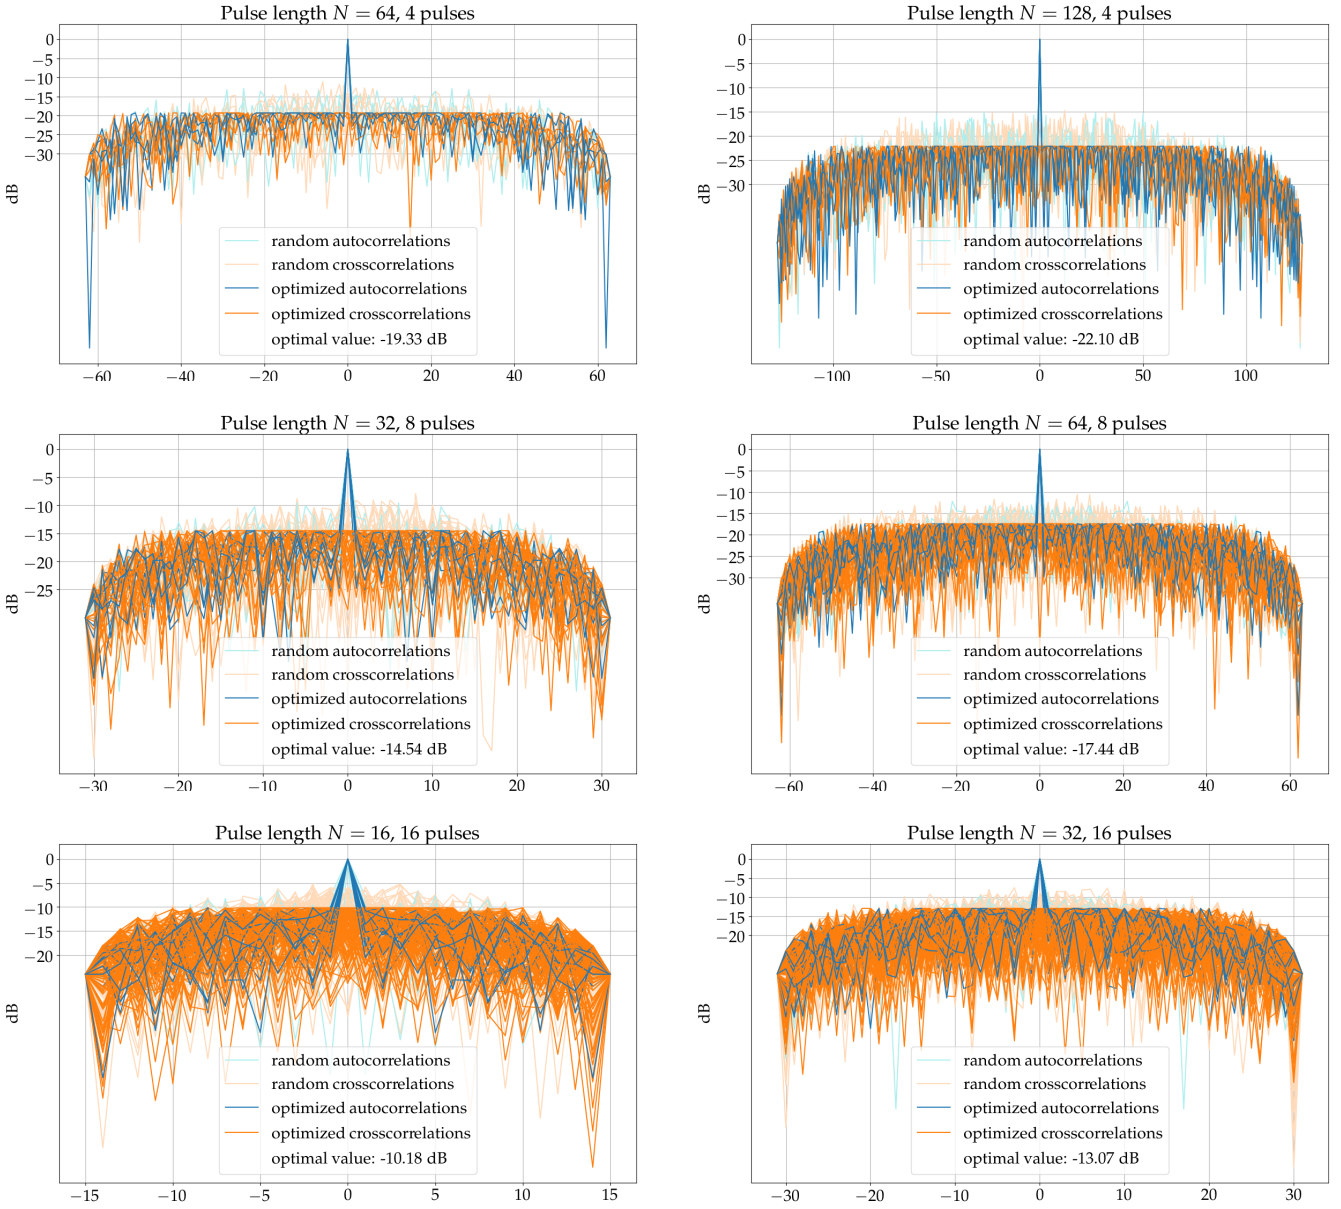 Pulse length N = 64, 4 pulses
0
−5
−10
−15
−20
−25
−30
dB
random autocorrelations
random crosscorrelations
optimized autocorrelations
optimized crosscorrelations
optimal value: -19.33 dB
−60 −40 −20 0 20 40 60
Pulse length N = 128, 4 pulses
0
−5
−10
−15
−20
−25
−30
dB
random autocorrelations
random crosscorrelations
optimized autocorrelations
optimized crosscorrelations
optimal value: -22.10 dB
−100 −50 0 50 100
Pulse length N = 32, 8 pulses
0
−5
−10
−15
−20
−25
dB
random autocorrelations
random crosscorrelations
optimized autocorrelations
optimized crosscorrelations
optimal value: -14.54 dB
−30 −20 −10 0 10 20 30
Pulse length N = 64, 8 pulses
0
−5
−10
−15
−20
−25
−30
dB
random autocorrelations
random crosscorrelations
optimized autocorrelations
optimized crosscorrelations
optimal value: -17.44 dB
−60 −40 −20 0 20 40 60
Pulse length N = 16, 16 pulses
0
−5
−10
−15
−20
dB
random autocorrelations
random crosscorrelations
optimized autocorrelations
optimized crosscorrelations
optimal value: -10.18 dB
−15 −10 −5 0 5 10 15
Pulse length N = 32, 16 pulses
0
−5
−10
−15
−20
dB
random autocorrelations
random crosscorrelations
optimized autocorrelations
optimized crosscorrelations
optimal value: -13.07 dB
−30 −20 −10 0 10 20 30